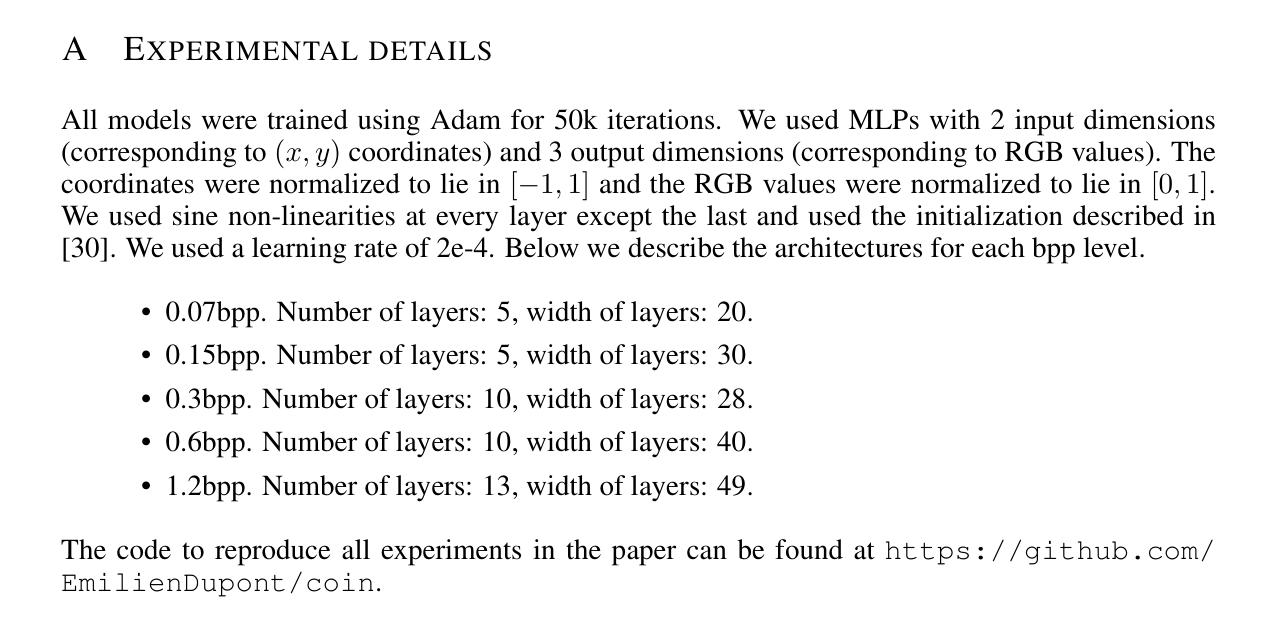 A EXPERIMENTAL DETAILS
All models were trained using Adam for 50k iterations. We used MLPs with 2 input dimensions
(corresponding to (x, y) coordinates) and 3 output dimensions (corresponding to RGB values). The
coordinates were normalized to lie in [−1, 1] and the RGB values were normalized to lie in [0, 1].
We used sine non-linearities at every layer except the last and used the initialization described in
[30]. We used a learning rate of 2e-4. Below we describe the architectures for each bpp level.
• 0.07bpp. Number of layers: 5, width of layers: 20.
• 0.15bpp. Number of layers: 5, width of layers: 30.
• 0.3bpp. Number of layers: 10, width of layers: 28.
• 0.6bpp. Number of layers: 10, width of layers: 40.
• 1.2bpp. Number of layers: 13, width of layers: 49.
The code to reproduce all experiments in the paper can be found at https://github.com/
EmilienDupont/coin.